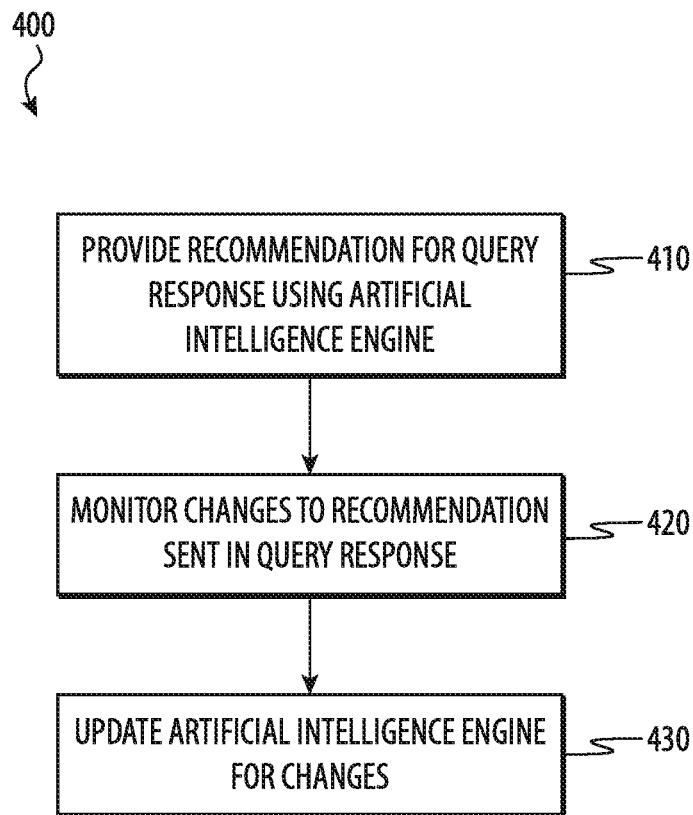 400
PROVIDE RECOMMENDATION FOR QUERY
RESPONSE USING ARTIFICIAL
INTELLIGENCE ENGINE
410
MONITOR CHANGES TO RECOMMENDATION
SENT IN QUERY RESPONSE
420
UPDATE ARTIFICIAL INTELLIGENCE ENGINE
FOR CHANGES
430